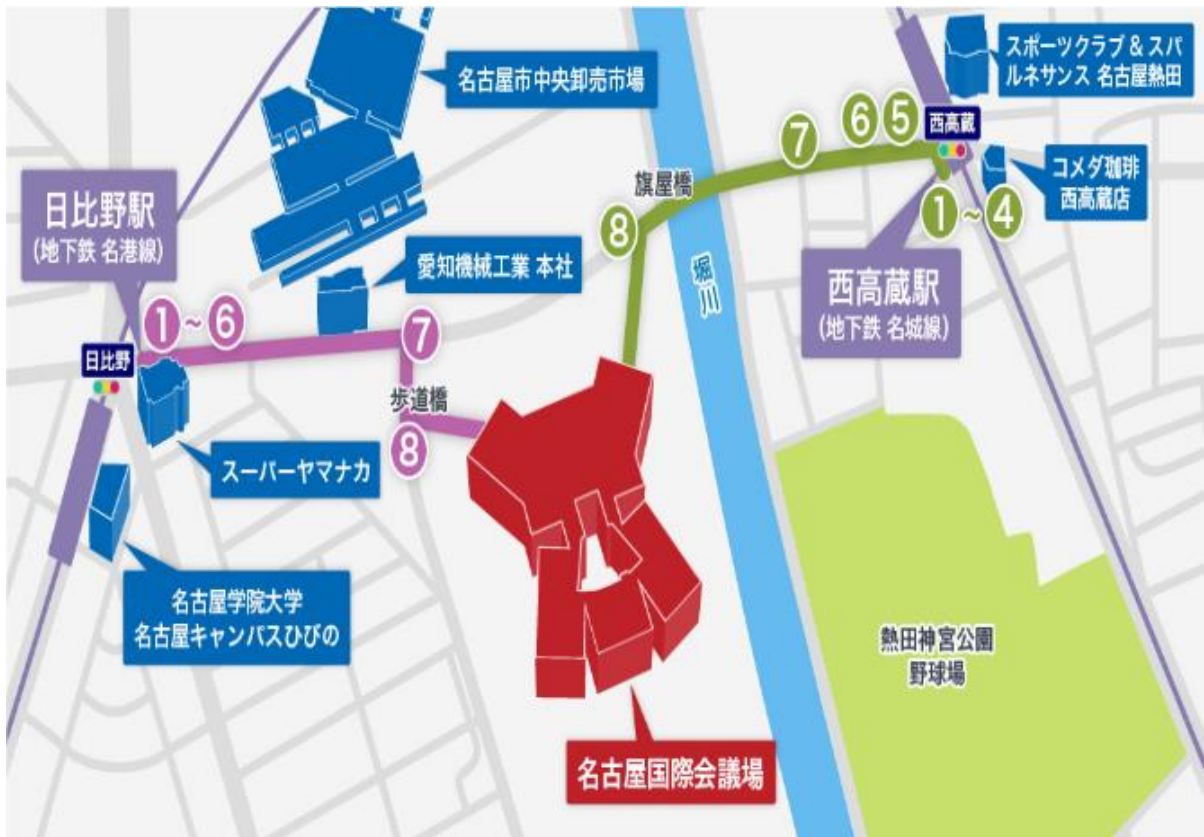 名古屋市中央卸売市場
スポーツクラブ & スパ
ルネサンス 名古屋熱田
西高蔵
⑦
⑥
⑤
コメダ珈琲
西高蔵店
旗屋橋
⑧
①~④
日比野駅
(地下鉄 名港線)
愛知機械工業 本社
堀川
西高蔵駅
(地下鉄 名城線)
①~⑥
⑦
日比野
歩道橋
⑧
スーパーヤマナカ
名古屋学院大学
名古屋キャンパスひびの
熱田神宮公園
野球場
名古屋国際会議場